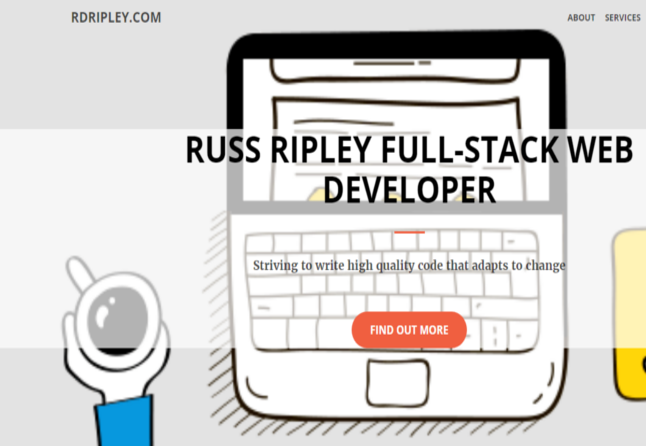 RDRIPLEY.COM
ABOUT SERVICES
RUSS RIPLEY FULL-STACK WEB
DEVELOPER
Striving to write high quality code that adapts to change
FIND OUT MORE